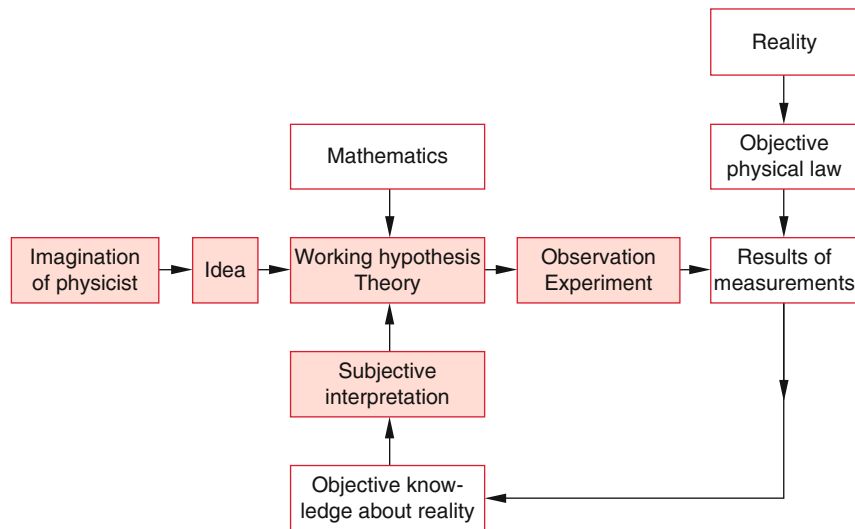 Reality
Objective
physical law
Mathematics
Imagination
of physicist
Idea
Working hypothesis
Theory
Observation
Experiment
Results of
measurements
Subjective
interpretation
Objective know-
ledge about reality